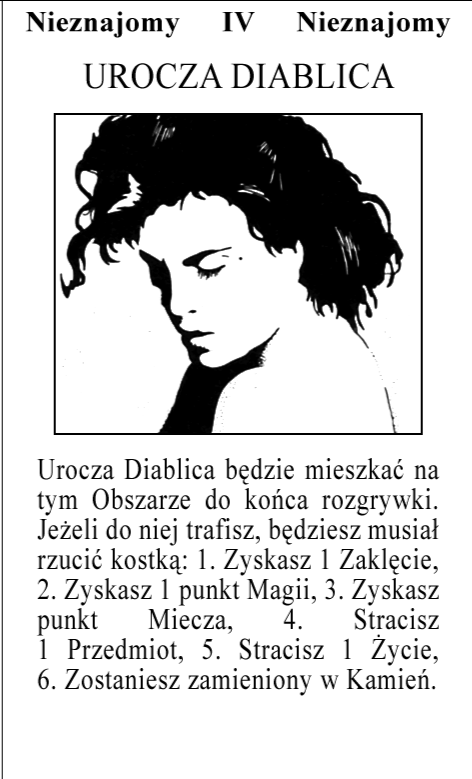 Nieznajomy IV Nieznajomy
UROCZA DIABLICA
Urocza Diablica będzie mieszkać na
tym Obszarze do końca rozgrywki.
Jeżeli do niej trafisz, będziesz musiał
rzucić kostką: 1. Zyskasz 1 Zaklęcie,
2. Zyskasz 1 punkt Magii, 3. Zyskasz
punkt Miecza, 4. Stracisz
1 Przedmiot, 5. Stracisz 1 Życie,
6. Zostaniesz zamieniony w Kamień.